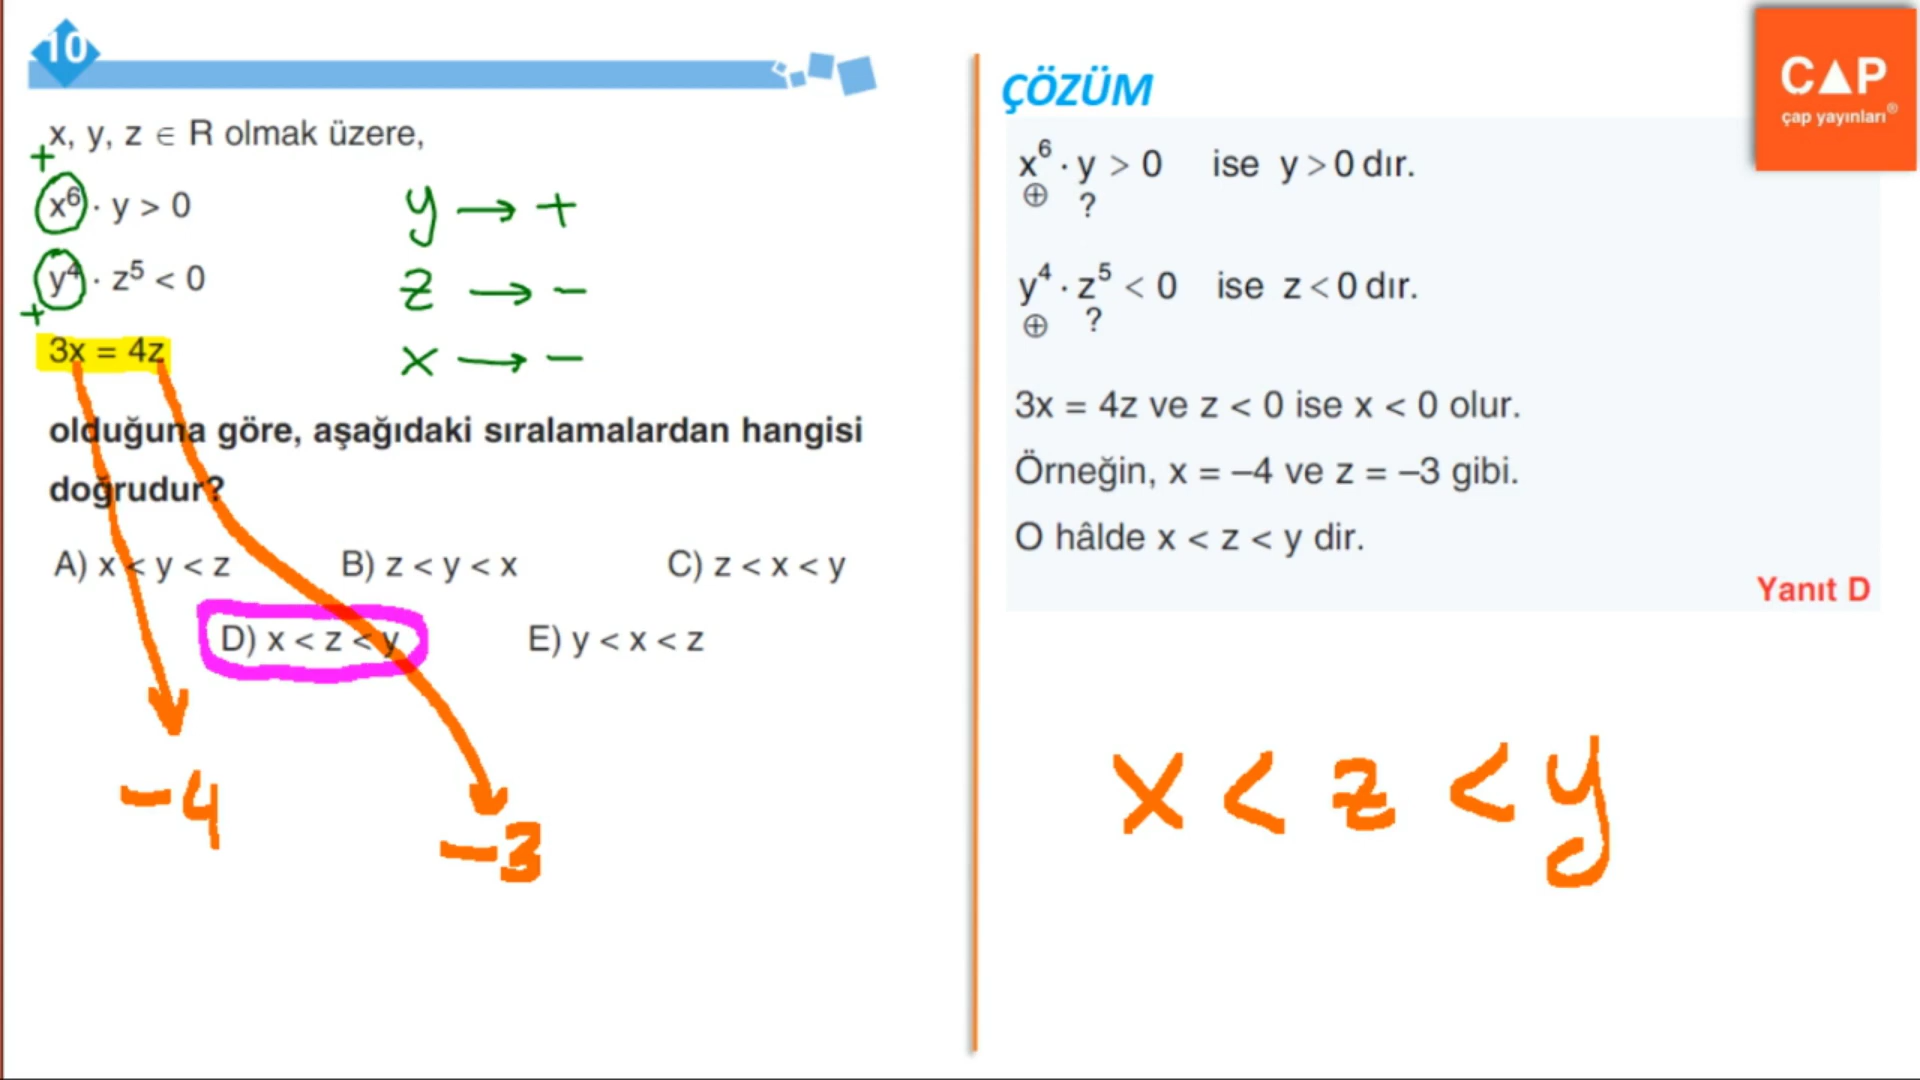 10
x, y, z ∈ R olmak üzere,
+
x⁶ · y > 0
y → +
y⁴ · z⁵ < 0
z → −
+
3x = 4z
x → −
olduğuna göre, aşağıdaki sıralamalardan hangisi
doğrudur?
A) x < y < z B) z < y < x C) z < x < y
D) x < z < y E) y < x < z
−4
−3
ÇÖZÜM
CAP
çap yayınları®
x⁶ · y > 0 ise y > 0 dır.
⊕ ?
y⁴ · z⁵ < 0 ise z < 0 dır.
⊕ ?
3x = 4z ve z < 0 ise x < 0 olur.
Örneğin, x = –4 ve z = –3 gibi.
O hâlde x < z < y dir.
Yanıt D
x < z < y